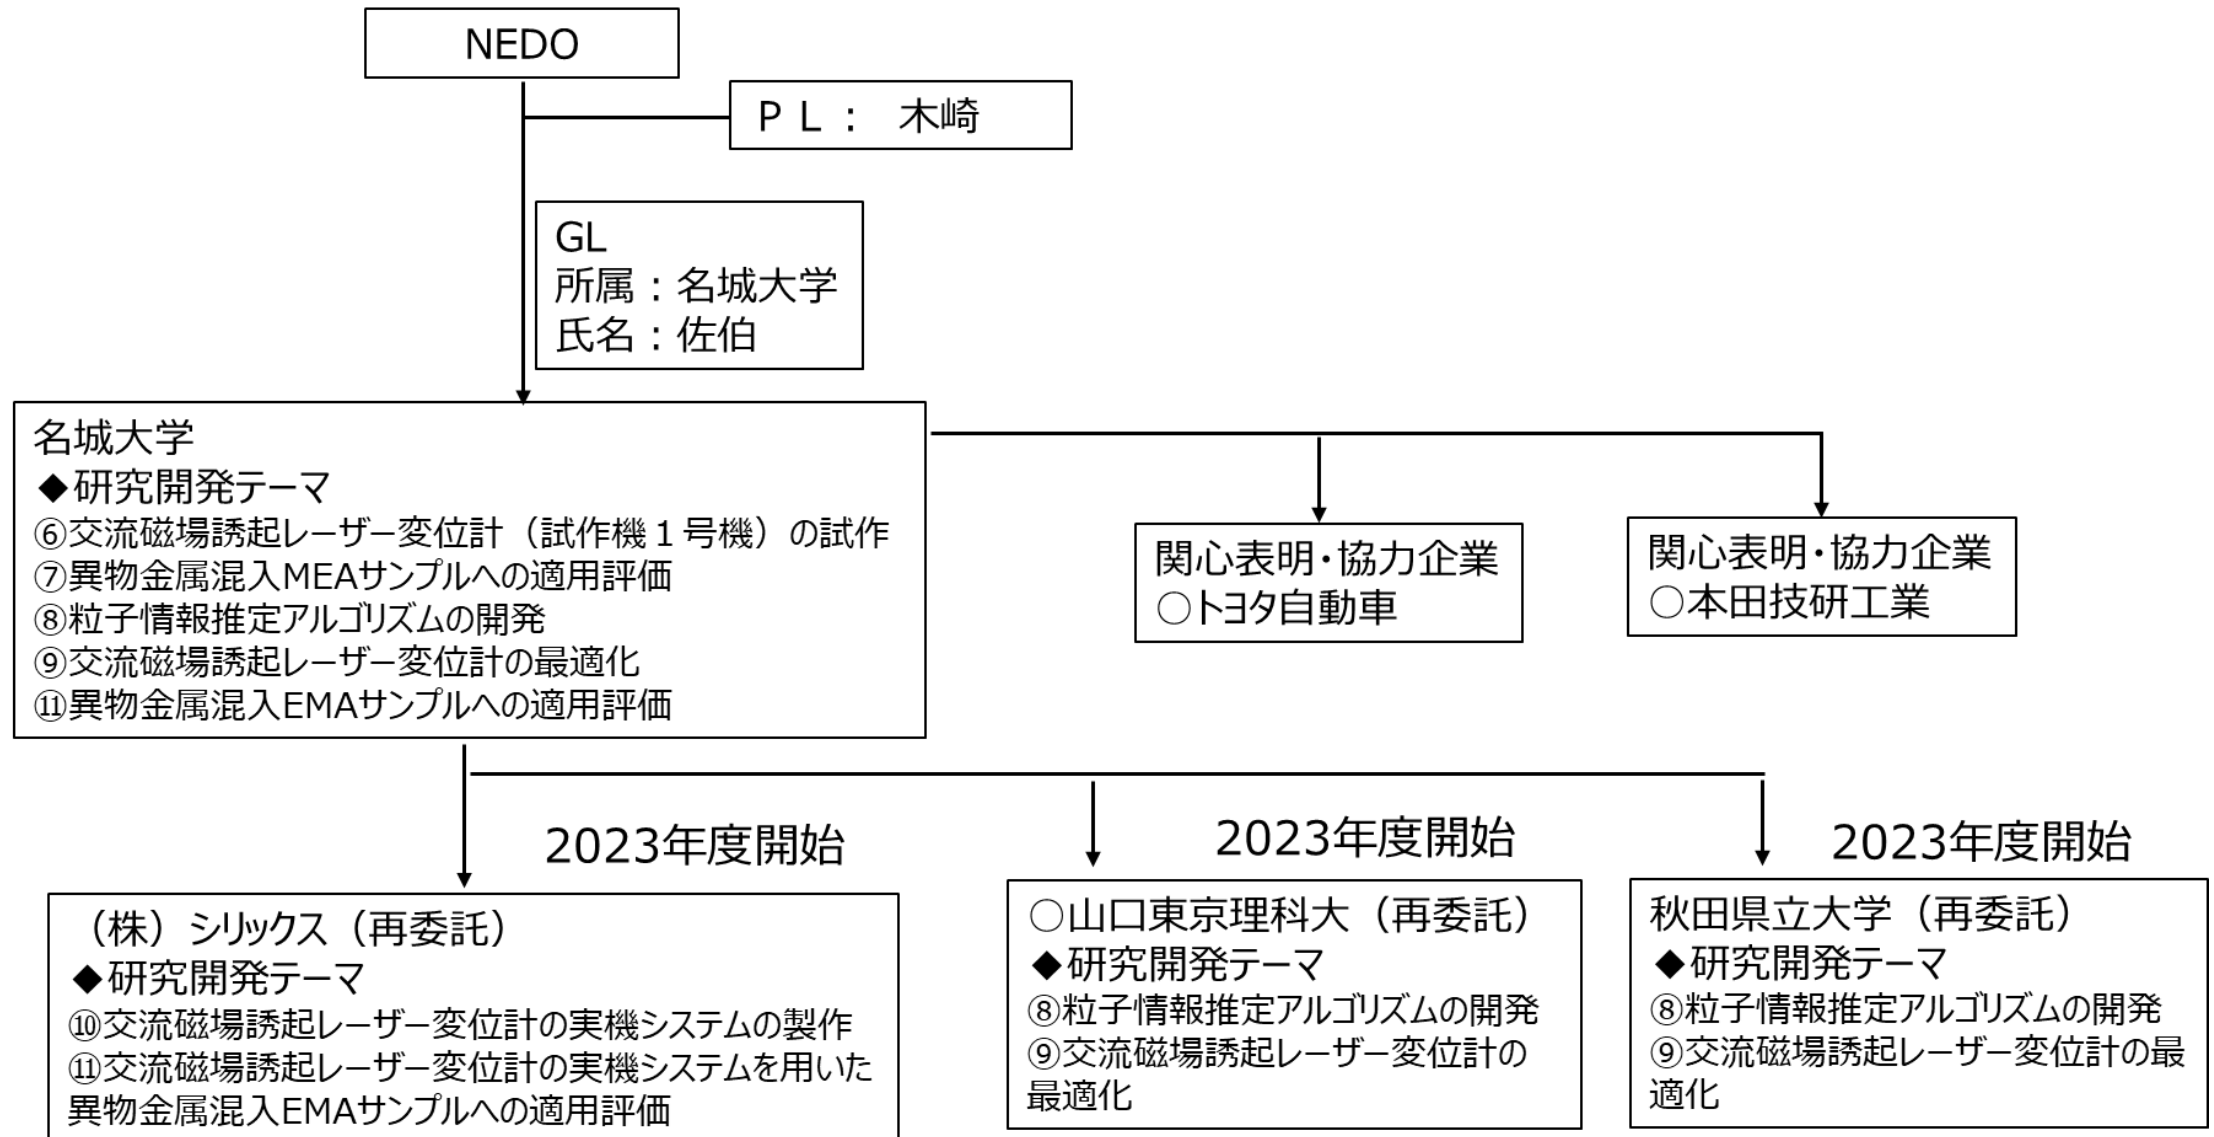 NEDO
ＰＬ： 木崎
GL
所属：名城大学
氏名：佐伯
名城大学
◆研究開発テーマ
⑥交流磁場誘起レーザー変位計（試作機１号機）の試作
⑦異物金属混入MEAサンプルへの適用評価
⑧粒子情報推定アルゴリズムの開発
⑨交流磁場誘起レーザー変位計の最適化
⑪異物金属混入EMAサンプルへの適用評価
関心表明・協力企業
○トヨタ自動車
関心表明・協力企業
○本田技研工業
2023年度開始
（株）シリックス（再委託）
◆研究開発テーマ
⑩交流磁場誘起レーザー変位計の実機システムの製作
⑪交流磁場誘起レーザー変位計の実機システムを用いた
異物金属混入EMAサンプルへの適用評価
2023年度開始
○山口東京理科大（再委託）
◆研究開発テーマ
⑧粒子情報推定アルゴリズムの開発
⑨交流磁場誘起レーザー変位計の
最適化
2023年度開始
秋田県立大学（再委託）
◆研究開発テーマ
⑧粒子情報推定アルゴリズムの開発
⑨交流磁場誘起レーザー変位計の最
適化